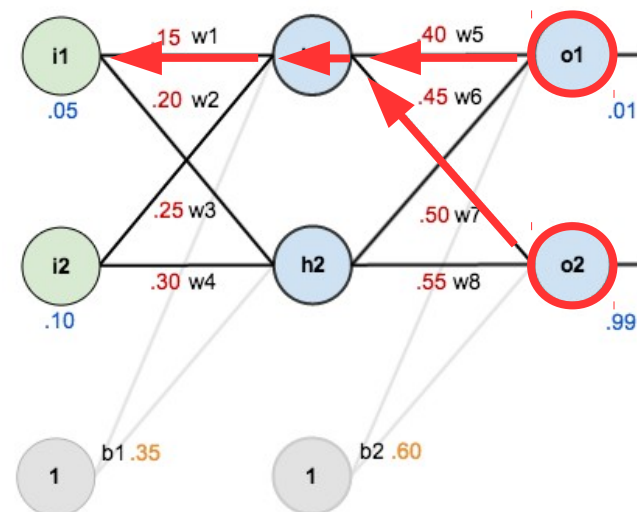 i1
.15 w1
.40 w5
o1
.05
.20 w2
.45 w6
.01
.25 w3
.50 w7
i2
.30 w4
h2
.55 w8
o2
.10
.99
1
b1 .35
1
b2 .60